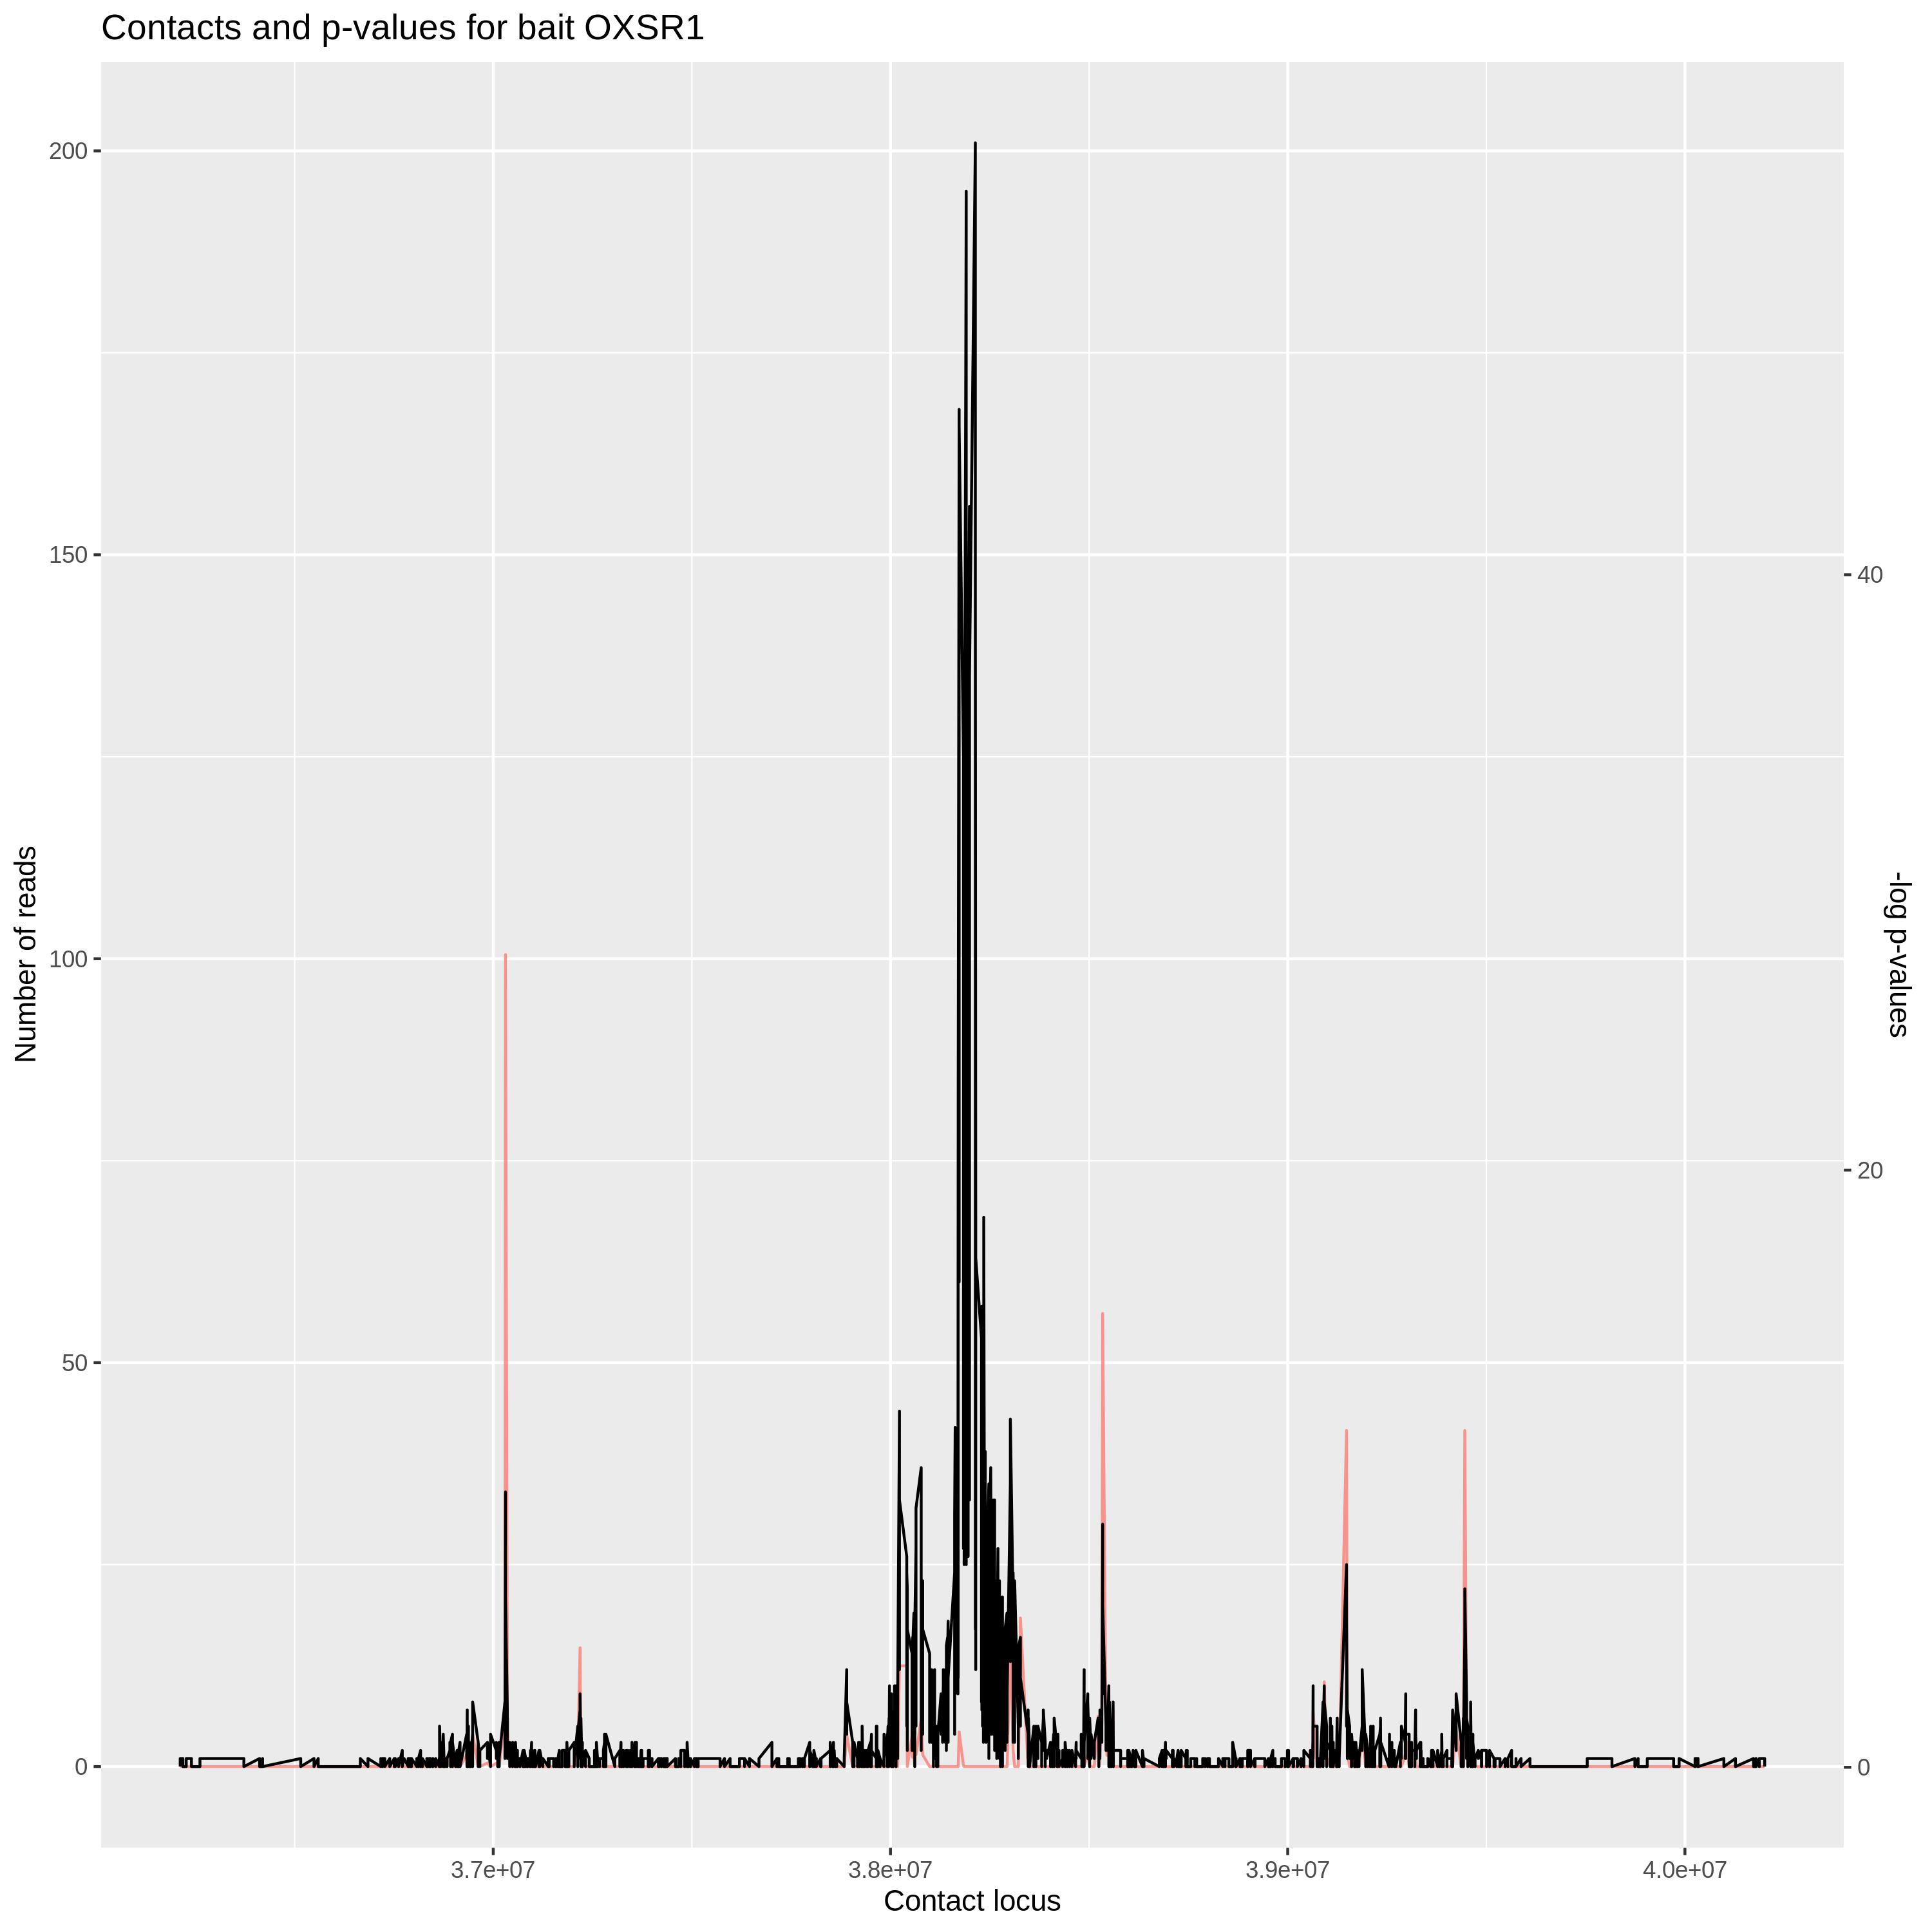 Contacts and p-values for bait OXSR1
200
150
100
50
0
Number of reads
40
20
0
-log p-values
3.7e+07
3.8e+07
3.9e+07
4.0e+07
Contact locus